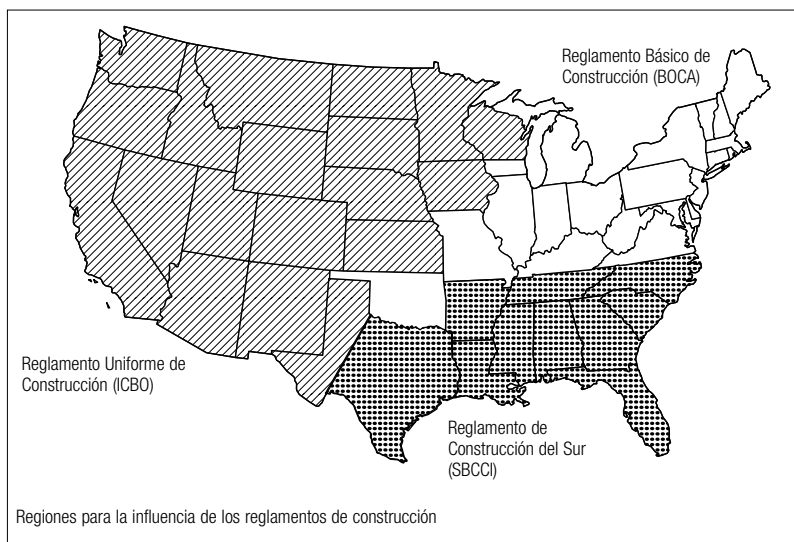 Reglamento Básico de
Construcción (BOCA)
Reglamento Uniforme de
Construcción (ICBO)
Reglamento de
Construcción del Sur
(SBCCI)
Regiones para la influencia de los reglamentos de construcción